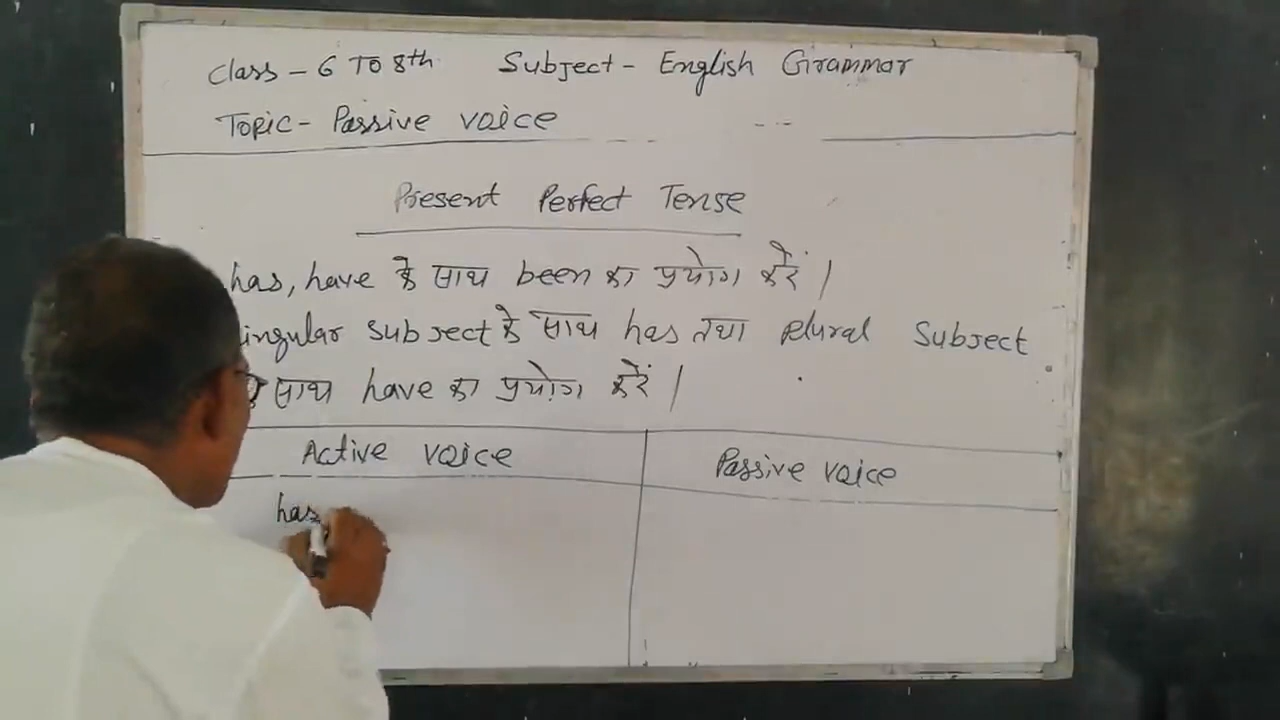 Class - 6 TO 8th Subject - English Grammar
Topic - Passive voice
Present Perfect Tense
has, have के साथ been का प्रयोग करें |
ingular subject के साथ has तथा plural Subject
के साथ have का प्रयोग करें |
Active voice Passive voice
has